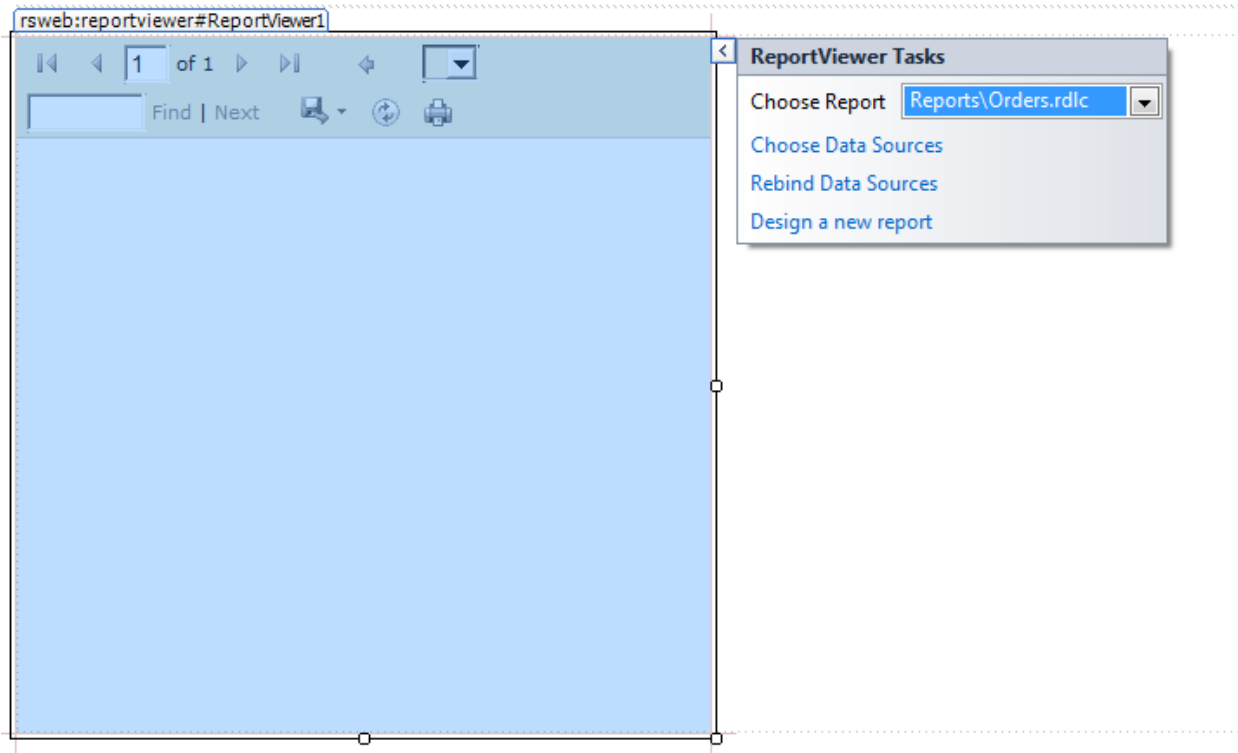 rsweb:reportviewer#ReportViewer1
1 of 1
Find | Next
ReportViewer Tasks
Choose Report Reports\Orders.rdlc
Choose Data Sources
Rebind Data Sources
Design a new report